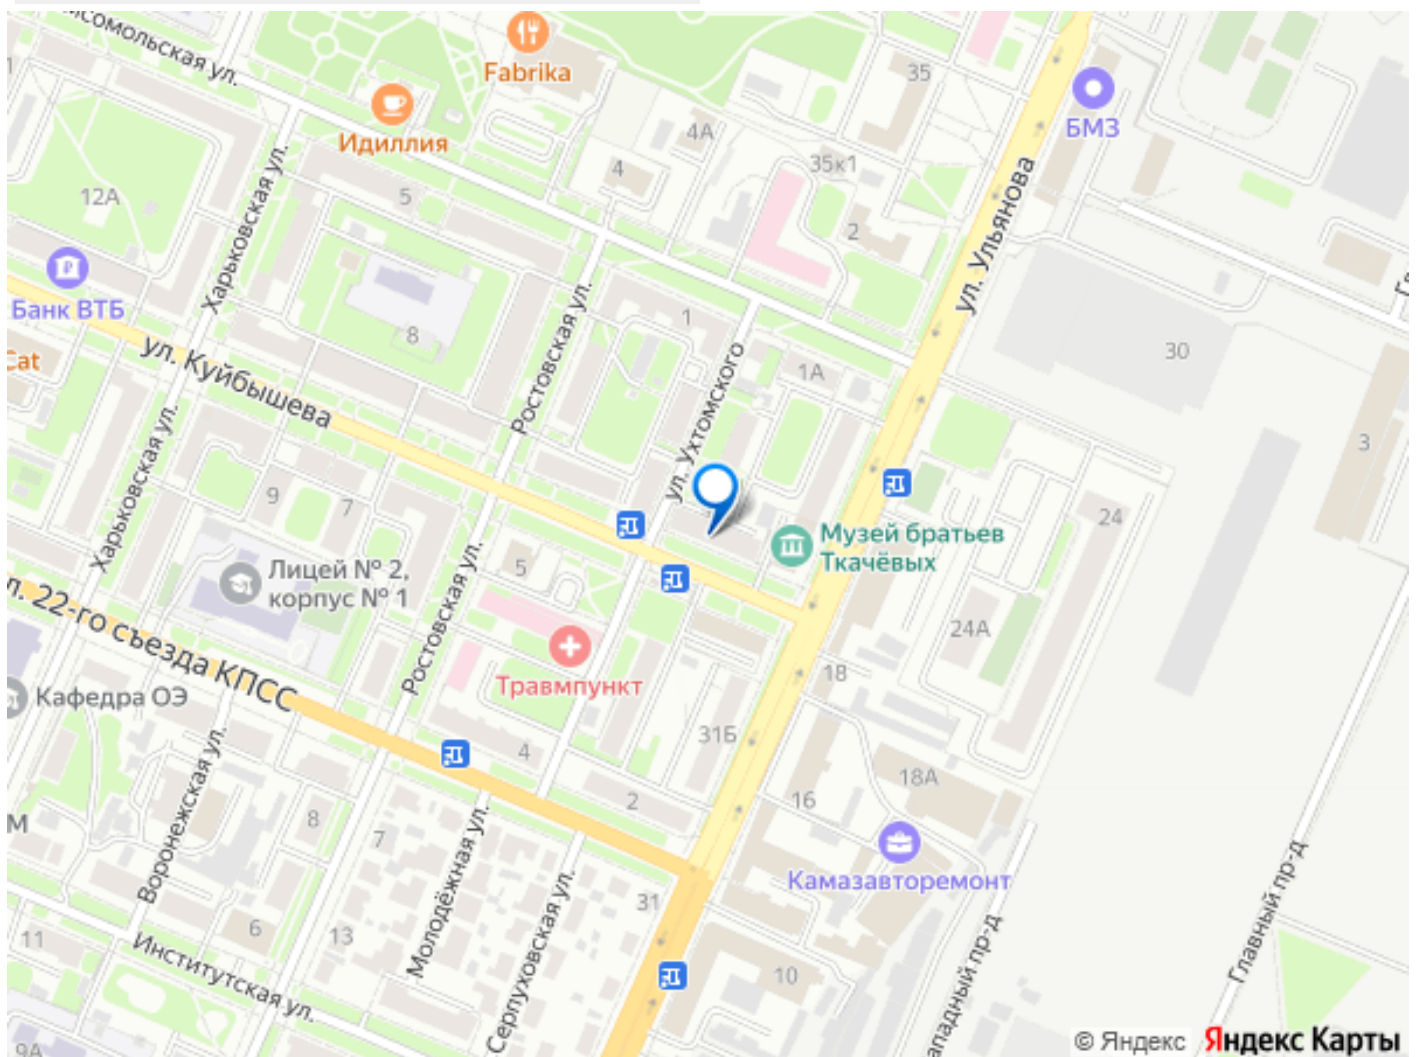 Fabrika
35
БМЗ
Идиллия
4А
4
35к1
12А
5
2
Харьковская ул.
ул. Ульянова
Банк ВТБ
Ростовская ул.
1
8
ул. Куйбышева
30
Cat
1А
ул. Ухтомского
3
Харьковская ул.
9
7
24
Музей братьев
Ткачёвых
Лицей № 2,
корпус № 1
5
Ростовская ул.
22-го съезда КПСС
24А
Травмпункт
18
Кафедра ОЭ
31Б
4
18А
Воронежская ул.
2
16
8
7
М
Молодёжная ул.
Камазавторемонт
31
Серпуховская ул.
6
13
11
Институтская ул.
10
Главный пр-д
9А
© Яндекс Яндекс Карты